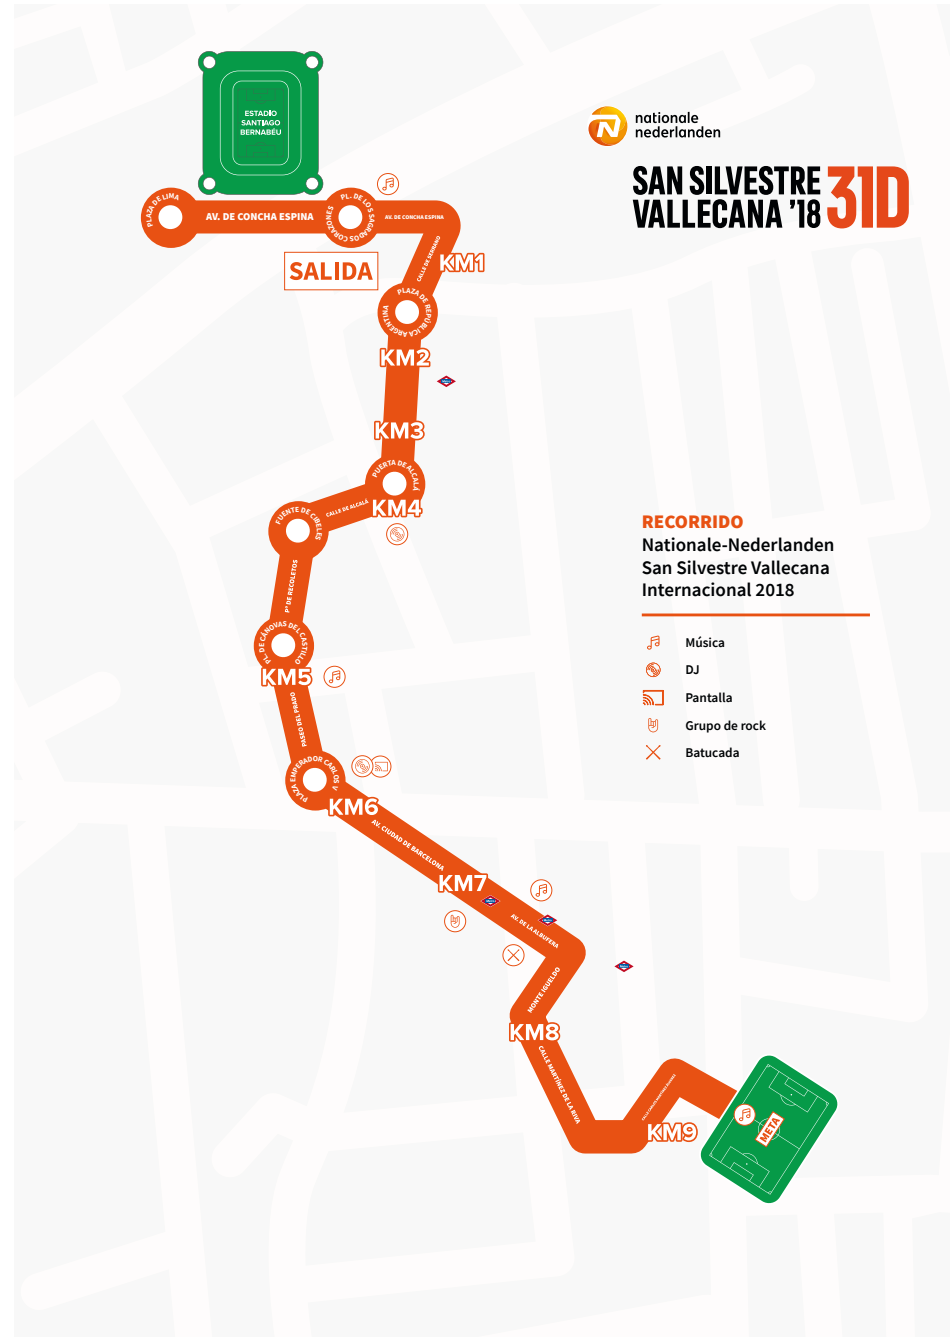 ESTADIO
SANTIAGO
BERNABÉU
nationale
nederlanden
SAN SILVESTRE
VALLECANA '18
31D
PLAZA DE LIMA
AV. DE CONCHA ESPINA
PL. DE LOS SAGRADOS CORAZONES
AV. DE CONCHA ESPINA
SALIDA
CALLE DE SERRANO
KM1
PLAZA DE REPÚBLICA ARGENTINA
KM2
KM3
PUERTA DE ALCALÁ
KM4
CALLE DE ALCALÁ
FUENTE DE CIBELES
Pº DE RECOLETOS
PL. DE CÁNOVAS DEL CASTILLO
KM5
PASEO DEL PRADO
PLAZA EMPERADOR CARLOS V
KM6
AV. CIUDAD DE BARCELONA
KM7
AV. DE LA ALBUFERA
MONTE IGUELDO
KM8
CALLE MARTÍNEZ DE LA RIVA
KM9
META
RECORRIDO
Nationale-Nederlanden
San Silvestre Vallecana
Internacional 2018
Música
DJ
Pantalla
Grupo de rock
Batucada